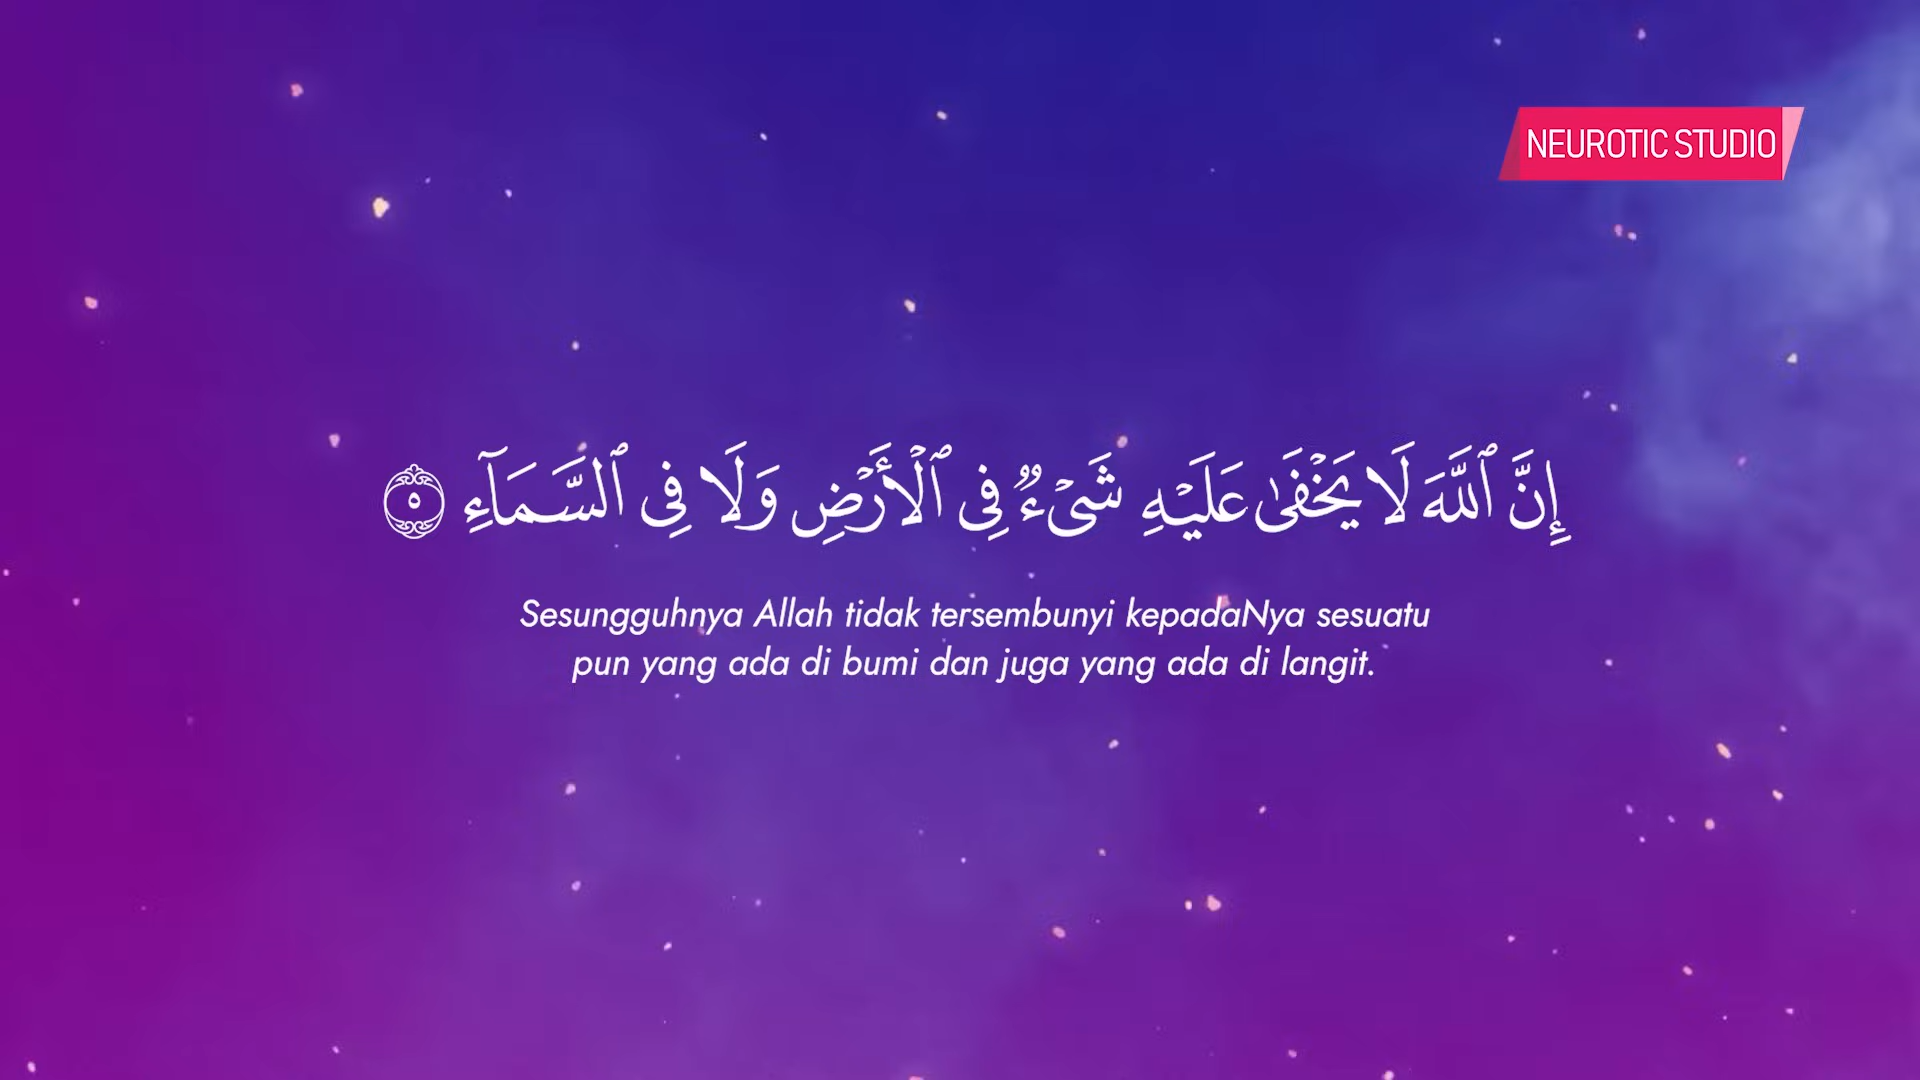 NEUROTIC STUDIO
إِنَّ ٱللَّهَ لَا يَخْفَىٰ عَلَيْهِ شَىْءٌۭ فِى ٱلْأَرْضِ وَلَا فِى ٱلسَّمَآءِ ٥
Sesungguhnya Allah tidak tersembunyi kepadaNya sesuatu
pun yang ada di bumi dan juga yang ada di langit.